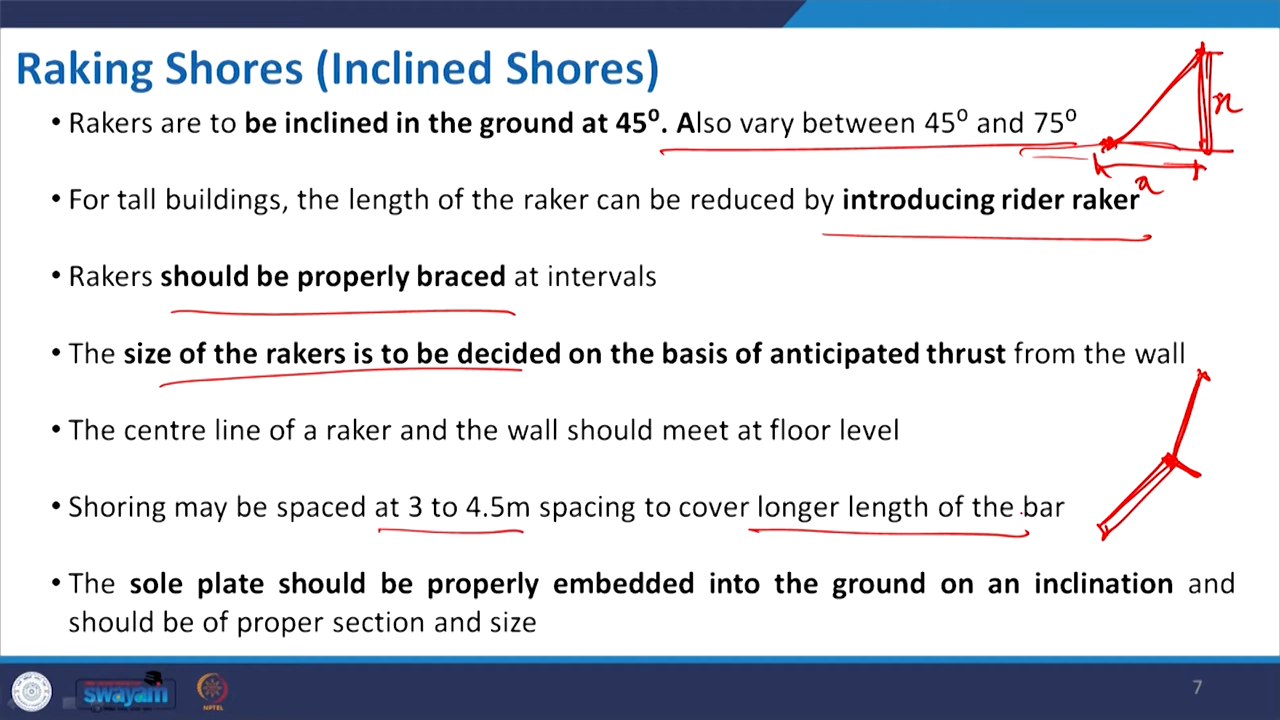 Raking Shores (Inclined Shores)
• Rakers are to be inclined in the ground at 45⁰. Also vary between 45⁰ and 75⁰
• For tall buildings, the length of the raker can be reduced by introducing rider raker
• Rakers should be properly braced at intervals
• The size of the rakers is to be decided on the basis of anticipated thrust from the wall
• The centre line of a raker and the wall should meet at floor level
• Shoring may be spaced at 3 to 4.5m spacing to cover longer length of the bar
• The sole plate should be properly embedded into the ground on an inclination and
should be of proper section and size
swayam
NPTEL
7